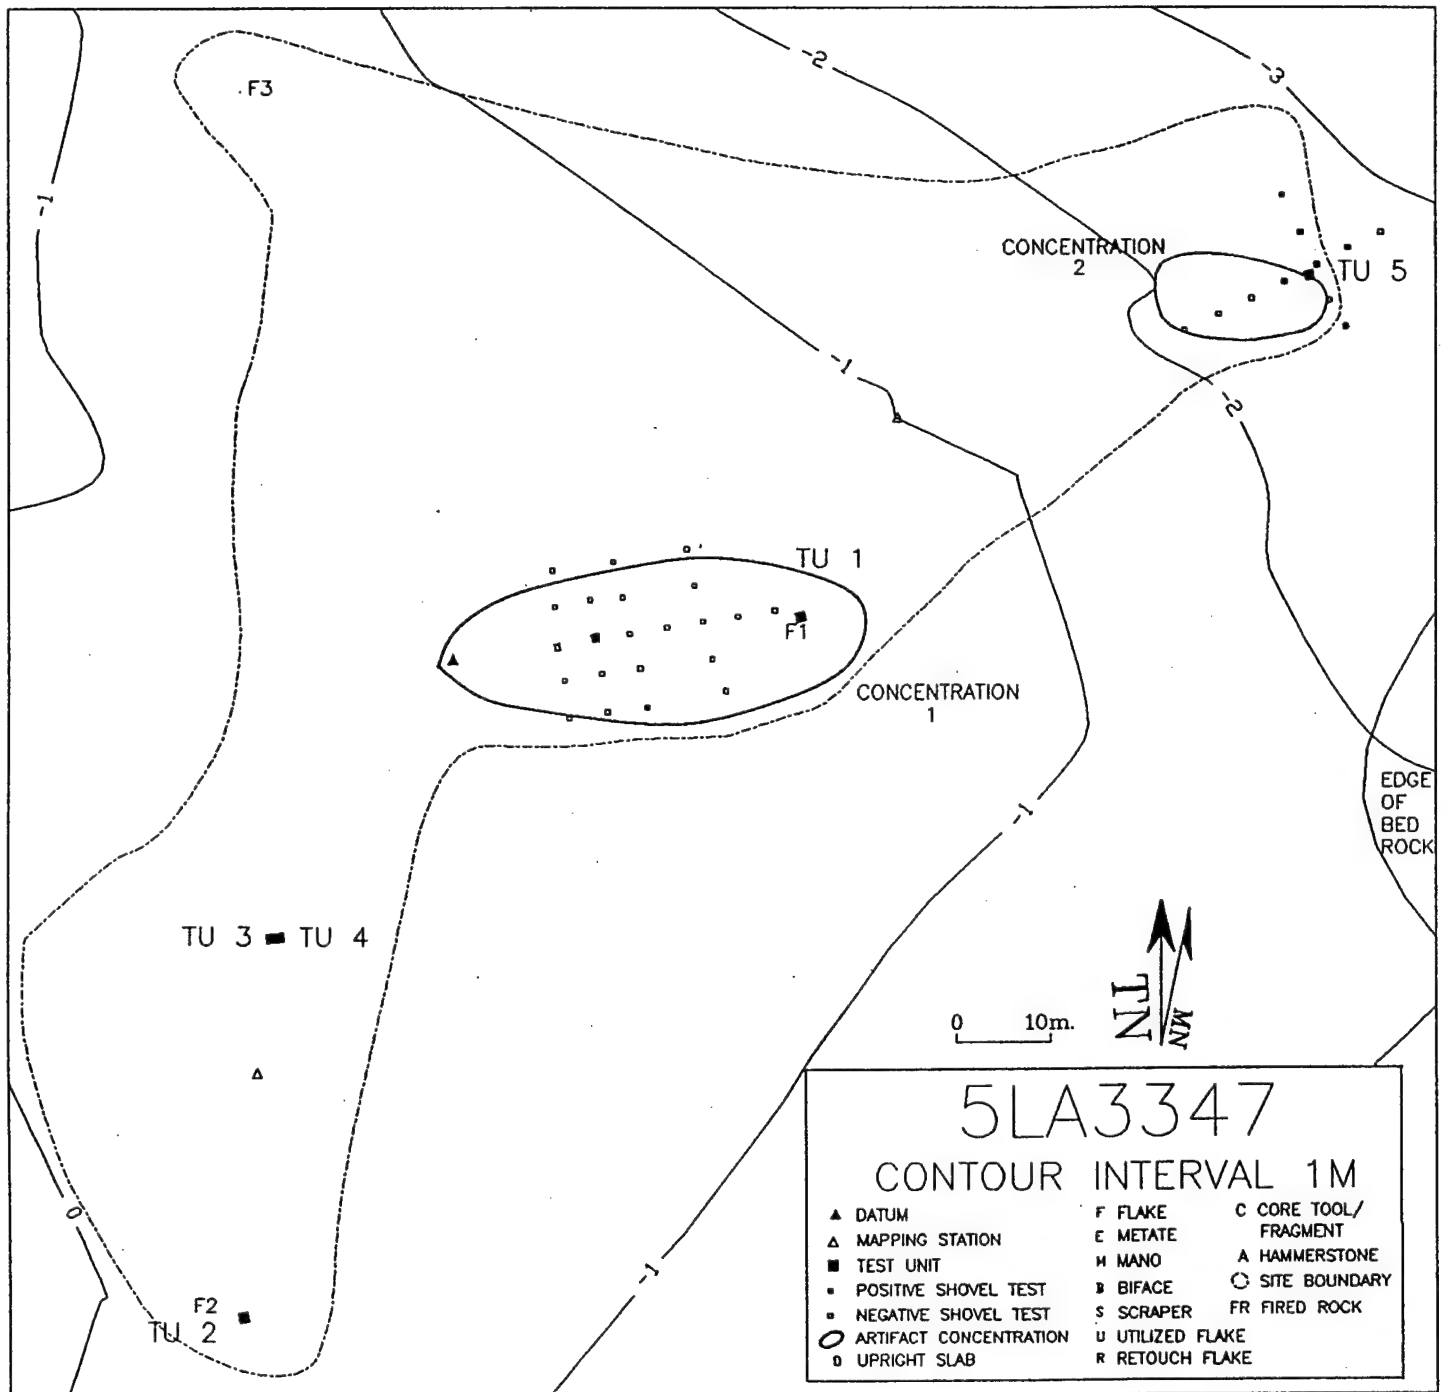 -2
-3
F3
-1
CONCENTRATION
2
TU 5
-1
-2
TU 1
F1
CONCENTRATION
1
EDGE
OF
BED
ROCK
-1
TU 3 TU 4
TN
MN
0 10m.
0
-1
F2
TU 2
5LA3347
CONTOUR INTERVAL 1M
DATUM
MAPPING STATION
TEST UNIT
POSITIVE SHOVEL TEST
NEGATIVE SHOVEL TEST
ARTIFACT CONCENTRATION
UPRIGHT SLAB
F FLAKE
E METATE
M MANO
B BIFACE
S SCRAPER
U UTILIZED FLAKE
R RETOUCH FLAKE
C CORE TOOL/
FRAGMENT
A HAMMERSTONE
SITE BOUNDARY
FR FIRED ROCK